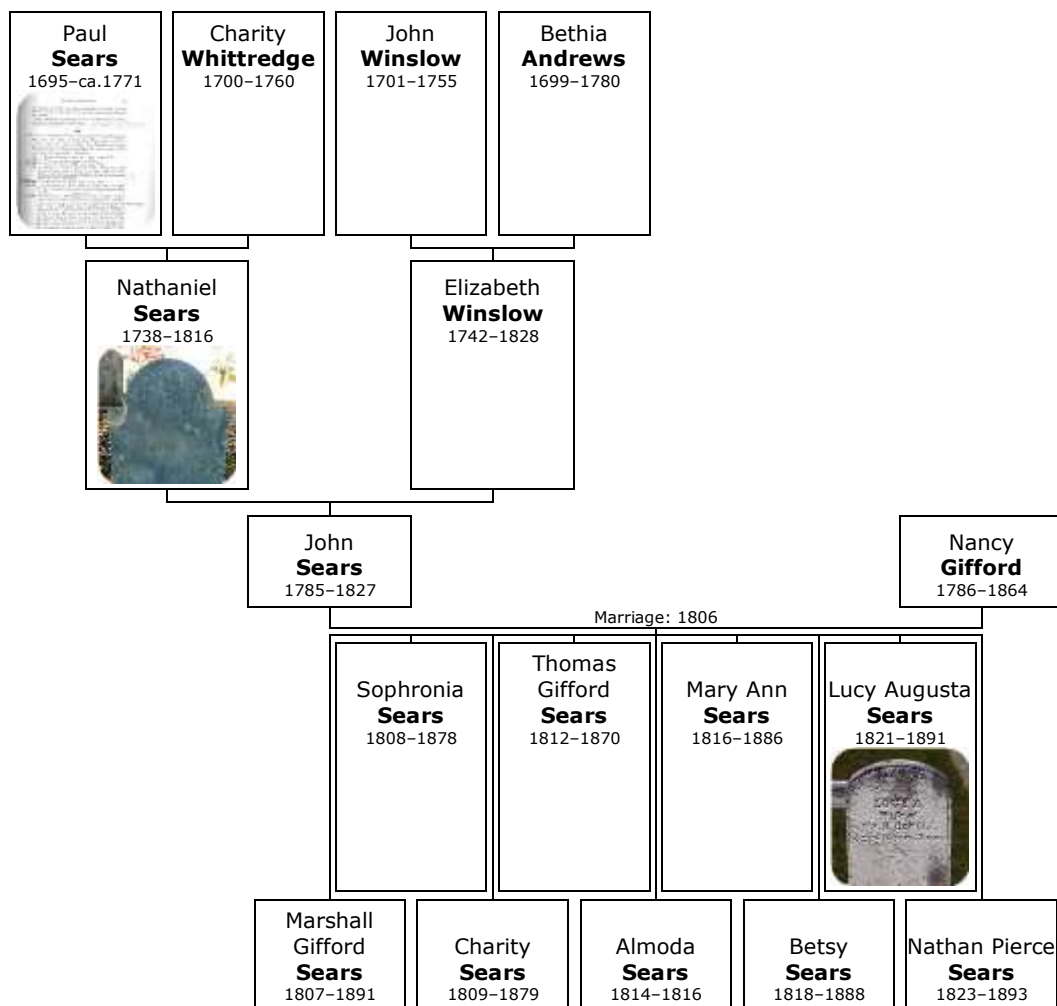 Paul
Sears
1695–ca.1771
Charity
Whittredge
1700–1760
John
Winslow
1701–1755
Bethia
Andrews
1699–1780
Nathaniel
Sears
1738–1816
Elizabeth
Winslow
1742–1828
John
Sears
1785–1827
Nancy
Gifford
1786–1864
Marriage: 1806
Sophronia
Sears
1808–1878
Thomas
Gifford
Sears
1812–1870
Mary Ann
Sears
1816–1886
Lucy Augusta
Sears
1821–1891
Marshall
Gifford
Sears
1807–1891
Charity
Sears
1809–1879
Almoda
Sears
1814–1816
Betsy
Sears
1818–1888
Nathan Pierce
Sears
1823–1893